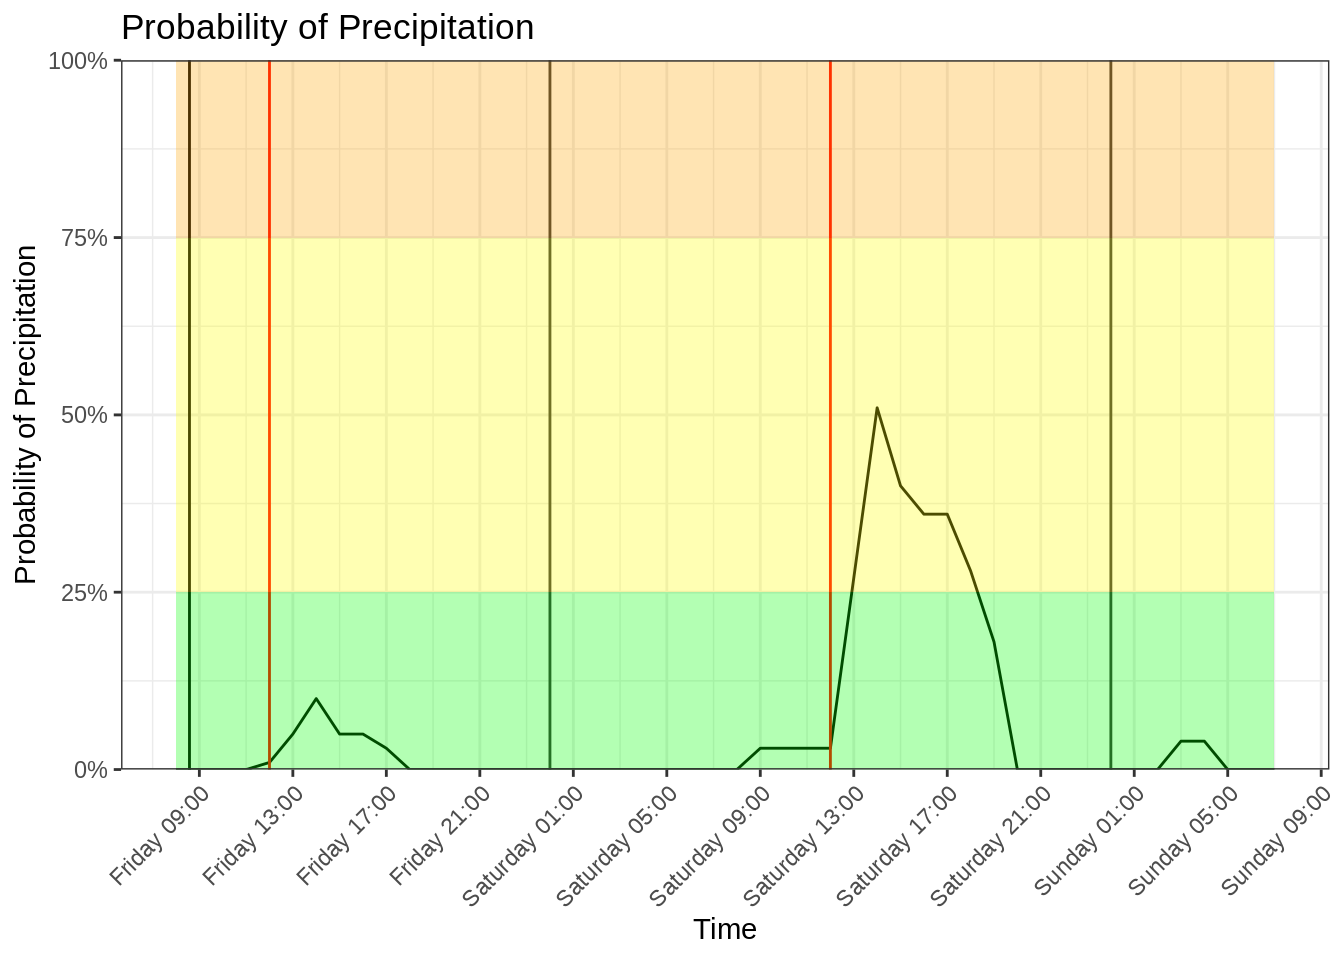 Probability of Precipitation
Probability of Precipitation
100%
75%
50%
25%
0%
Friday 09:00
Friday 13:00
Friday 17:00
Friday 21:00
Saturday 01:00
Saturday 05:00
Saturday 09:00
Saturday 13:00
Saturday 17:00
Saturday 21:00
Sunday 01:00
Sunday 05:00
Sunday 09:00
Time